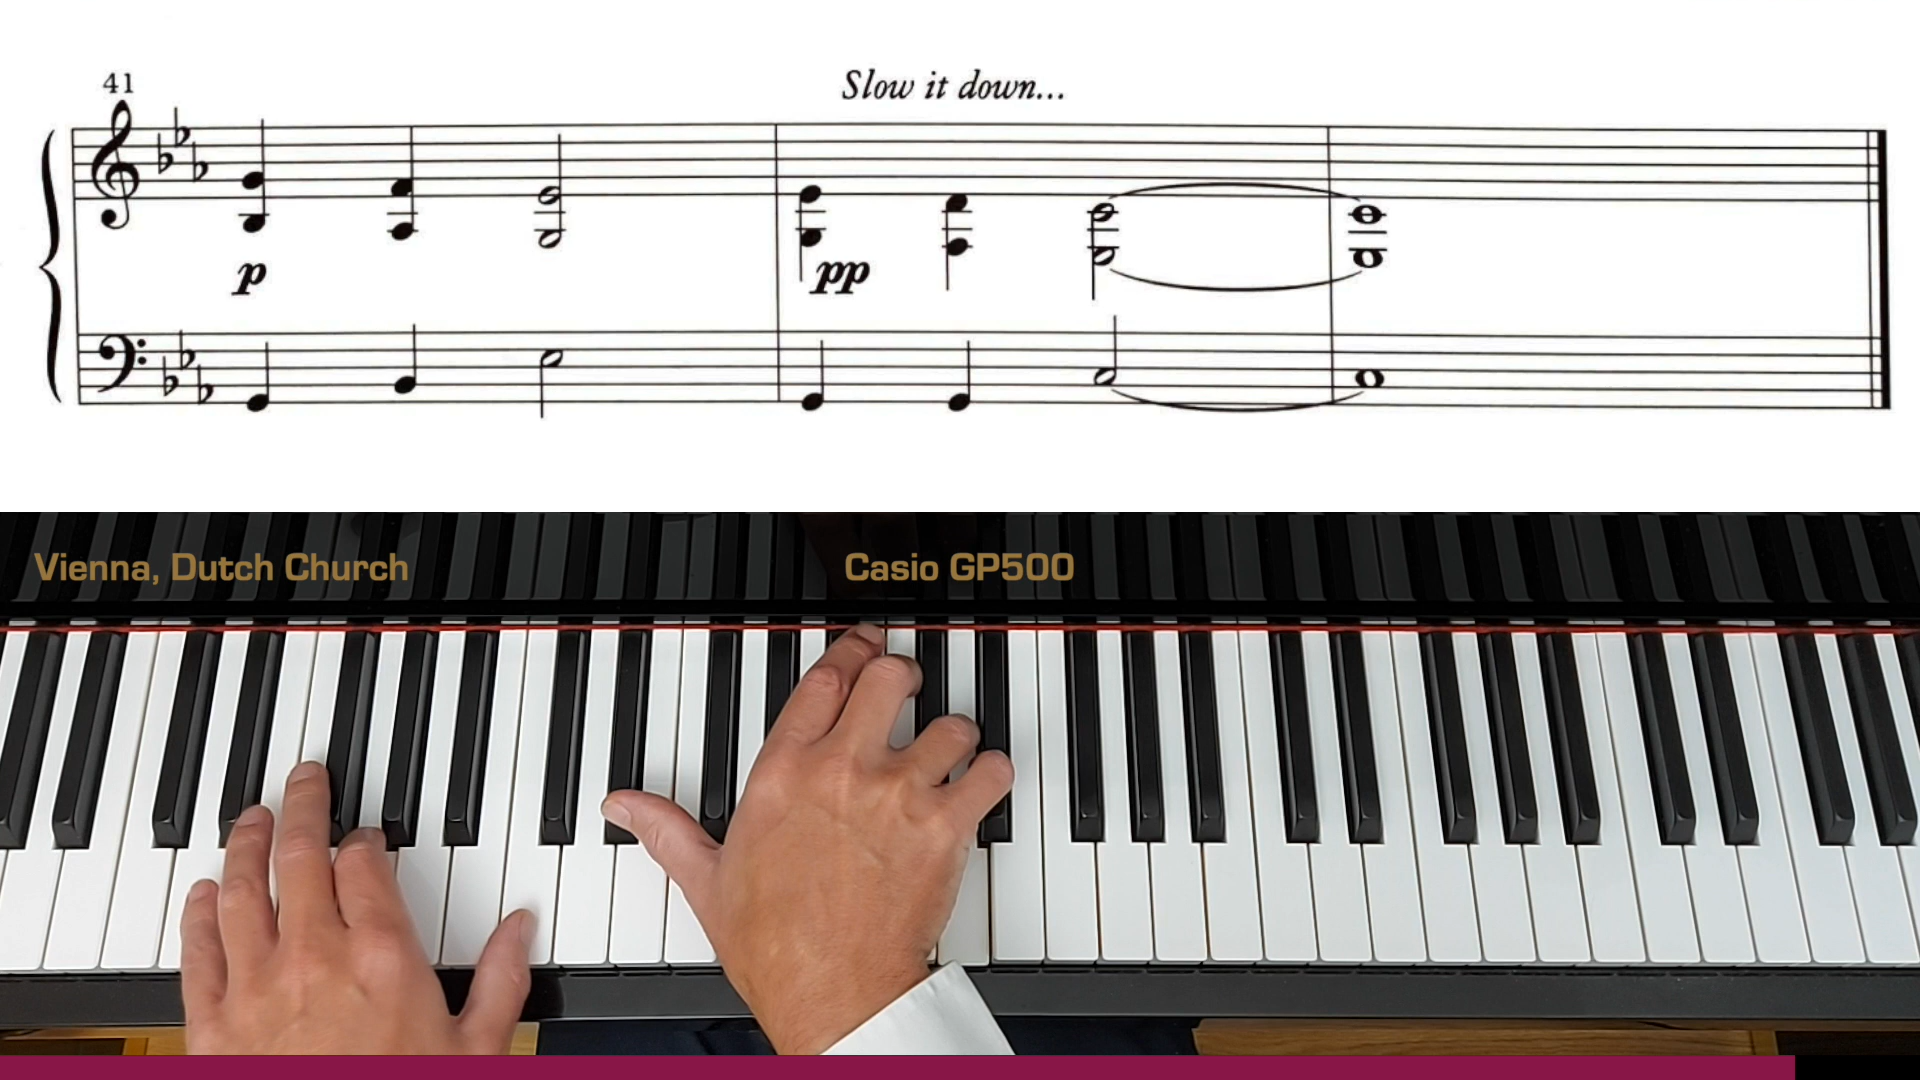 41
Slow it down...
p
pp
Vienna, Dutch Church
Casio GP500